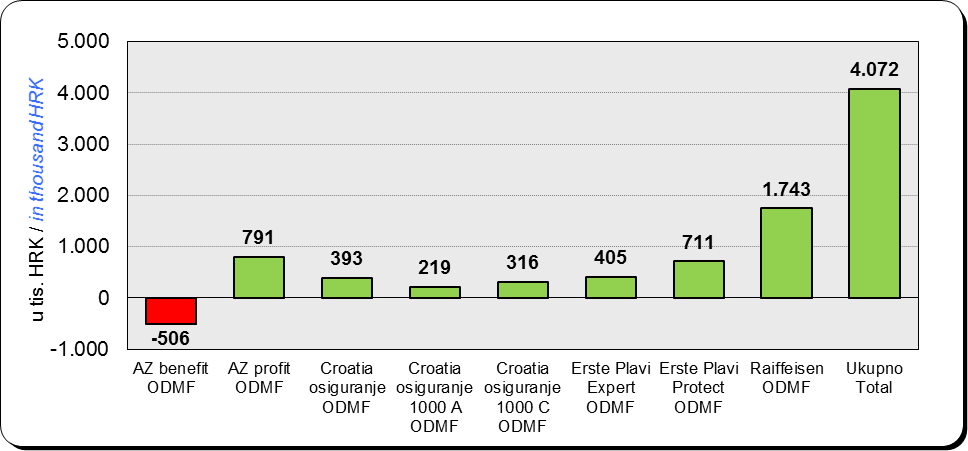 u tis. HRK / in thousand HRK
5.000
4.000
3.000
2.000
1.000
0
-1.000
-506
791
393
219
316
405
711
1.743
4.072
AZ benefit
ODMF
AZ profit
ODMF
Croatia
osiguranje
ODMF
Croatia
osiguranje
1000 A
ODMF
Croatia
osiguranje
1000 C
ODMF
Erste Plavi
Expert
ODMF
Erste Plavi
Protect
ODMF
Raiffeisen
ODMF
Ukupno
Total